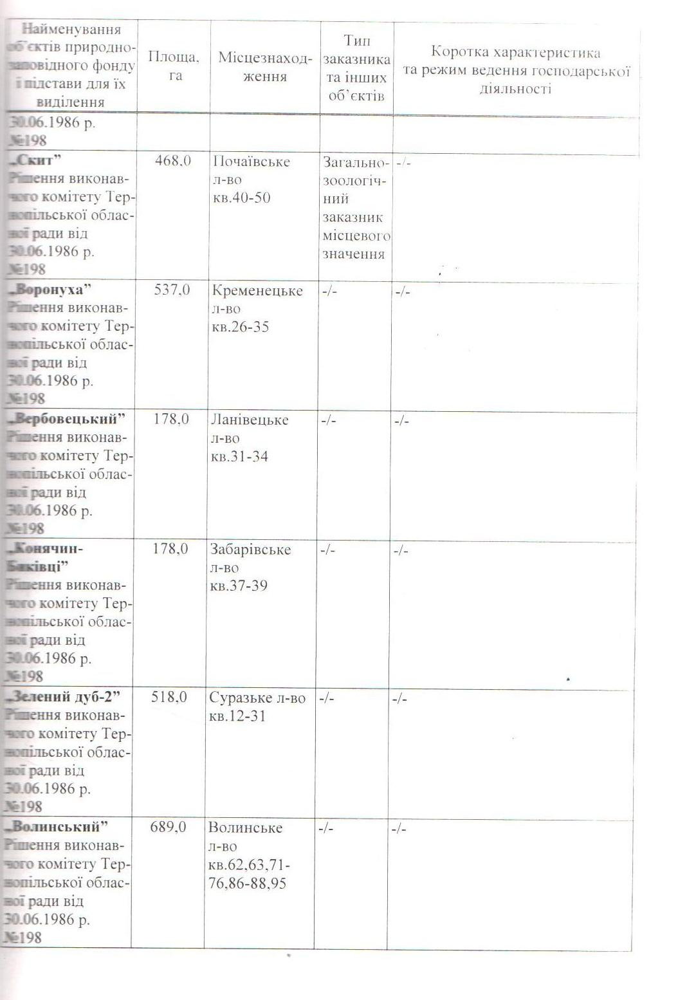 Найменування
об'єктів природно-
заповідного фонду
і підстави для їх
виділення
Площа,
га
Місцезнаход-
ження
Тип
заказника
та інших
об'єктів
Коротка характеристика
та режим ведення господарської
діяльності
30.06.1986 р.
№198
„Скит”
Рішення виконав-
чого комітету Тер-
нопільської облас-
ної ради від
30.06.1986 р.
№198
468,0
Почаївське
л-во
кв.40-50
Загально-
зоологіч-
ний
заказник
місцевого
значення
-/-
„Воронуха”
Рішення виконав-
чого комітету Тер-
нопільської облас-
ної ради від
30.06.1986 р.
№198
537,0
Кременецьке
л-во
кв.26-35
-/-
-/-
„Вербовецький”
Рішення виконав-
чого комітету Тер-
нопільської облас-
ної ради від
30.06.1986 р.
№198
178,0
Ланівецьке
л-во
кв.31-34
-/-
-/-
„Конячин-
Баківці”
Рішення виконав-
чого комітету Тер-
нопільської облас-
ної ради від
30.06.1986 р.
№198
178,0
Забарівське
л-во
кв.37-39
-/-
-/-
„Зелений дуб-2”
Рішення виконав-
чого комітету Тер-
нопільської облас-
ної ради від
30.06.1986 р.
№198
518,0
Суразьке л-во
кв.12-31
-/-
-/-
„Волинський”
Рішення виконав-
чого комітету Тер-
нопільської облас-
ної ради від
30.06.1986 р.
№198
689,0
Волинське
л-во
кв.62,63,71-
76,86-88,95
-/-
-/-